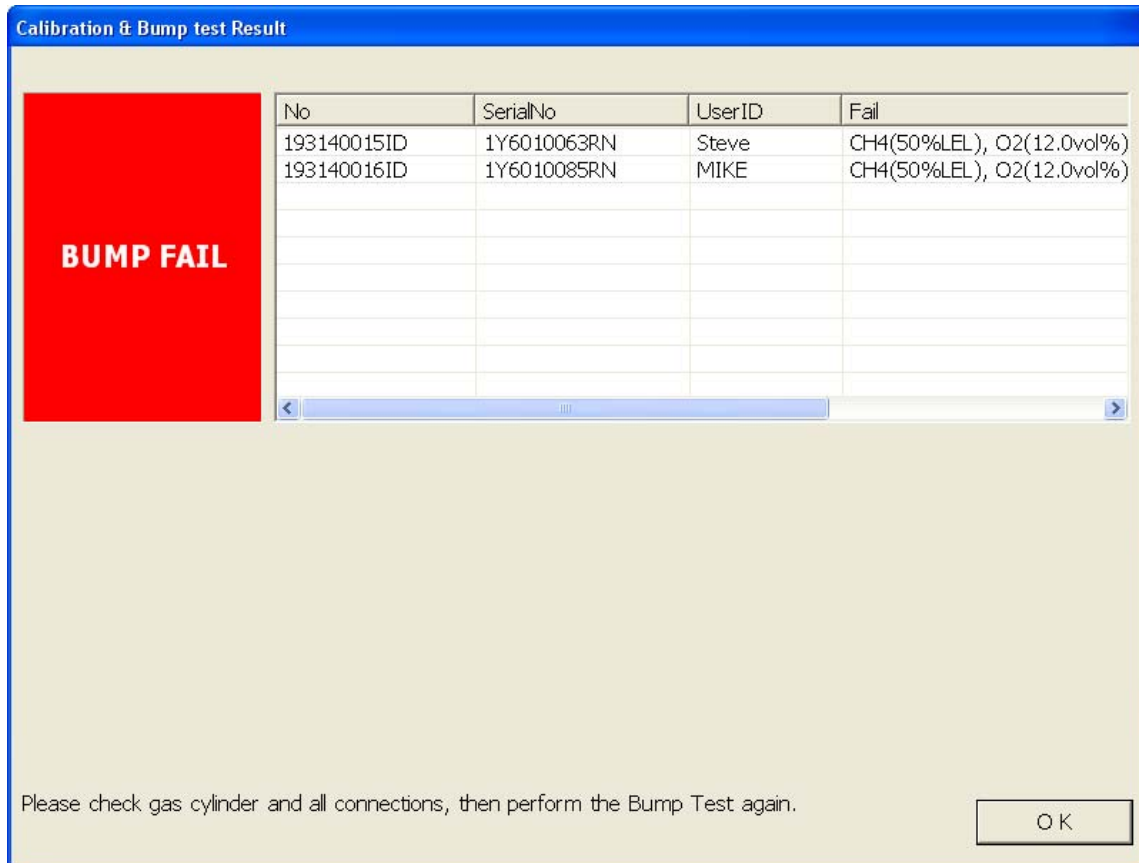 Calibration & Bump test Result
No SerialNo UserID Fail
193140015ID 1Y6010063RN Steve CH4(50%LEL), O2(12.0vol%)
193140016ID 1Y6010085RN MIKE CH4(50%LEL), O2(12.0vol%)
BUMP FAIL
Please check gas cylinder and all connections, then perform the Bump Test again.
OK